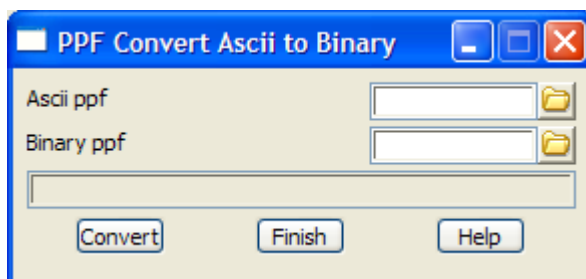 PPF Convert Ascii to Binary
Ascii ppf
Binary ppf
Convert Finish Help